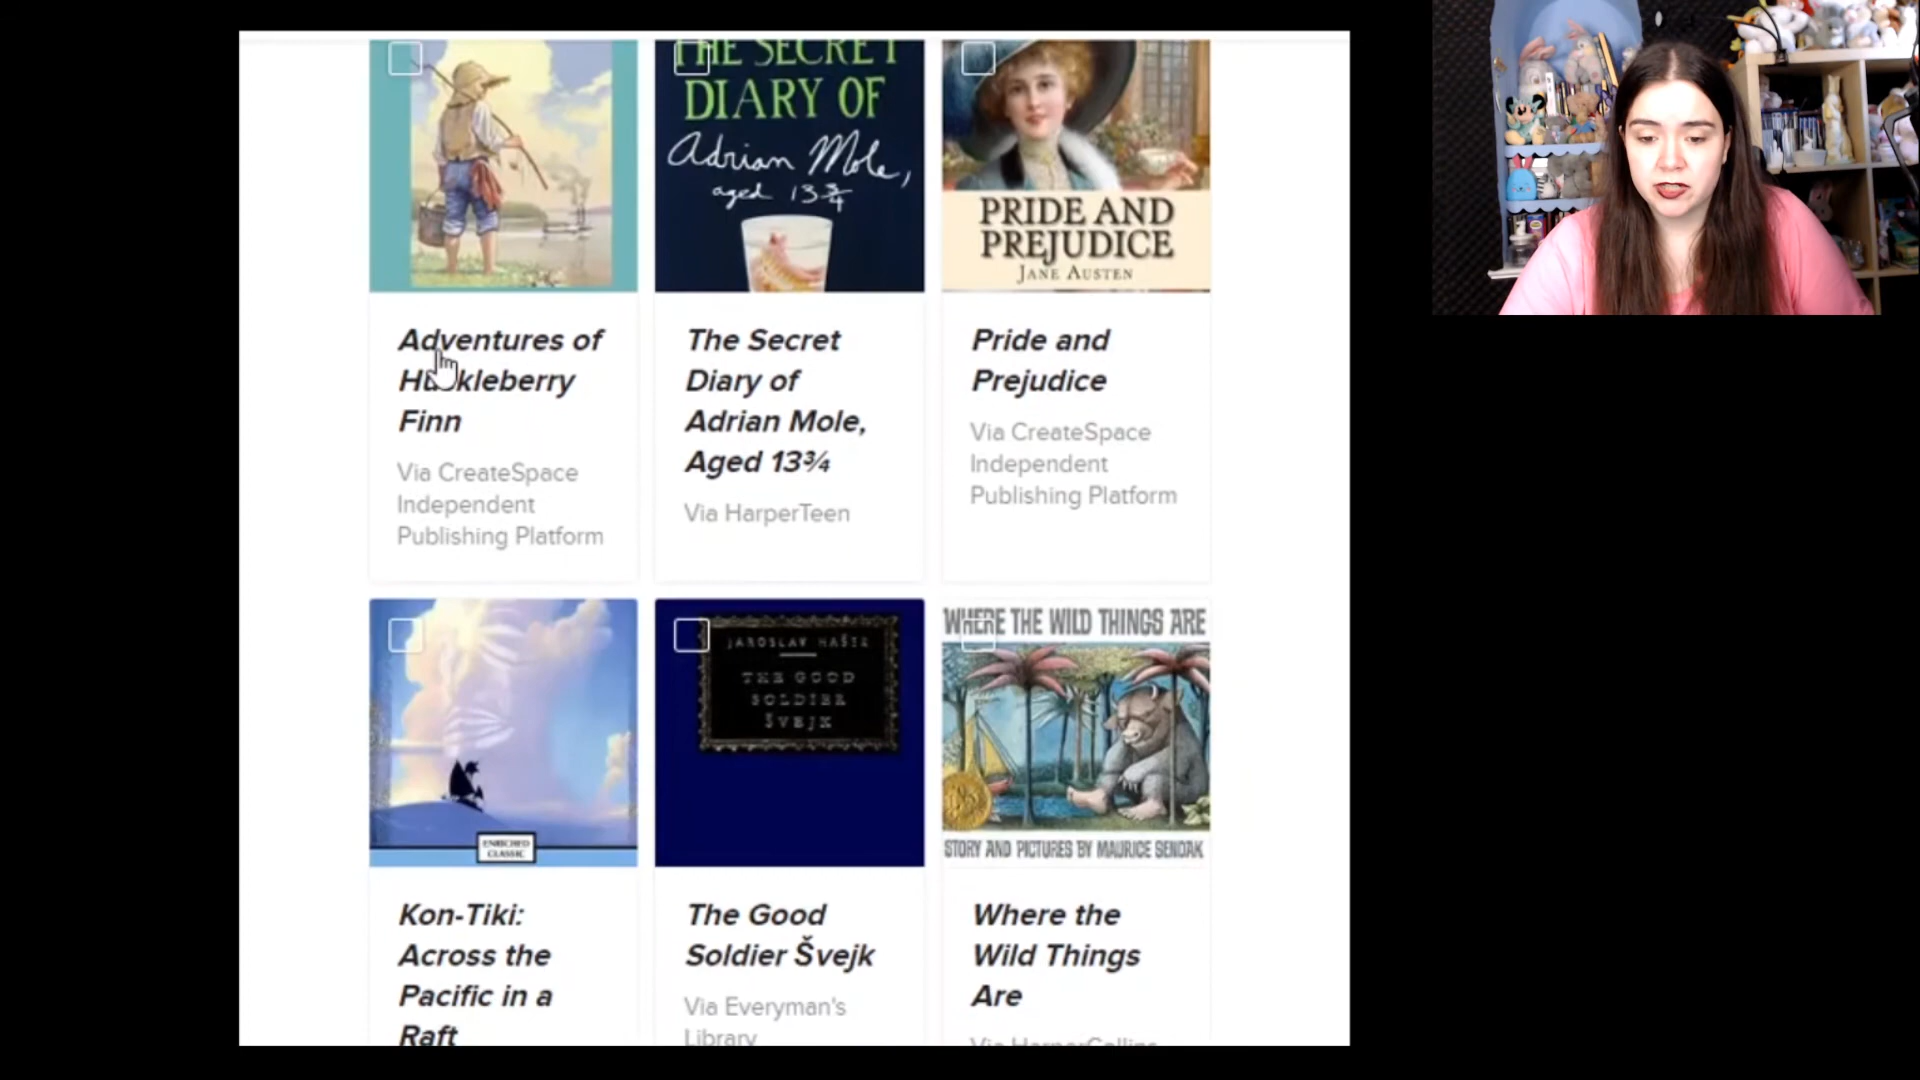 THE SECRET
DIARY OF
Adrian Mole,
aged 13¾
PRIDE AND
PREJUDICE
JANE AUSTEN
Adventures of
Huckleberry
Finn
Via CreateSpace
Independent
Publishing Platform
The Secret
Diary of
Adrian Mole,
Aged 13¾
Via HarperTeen
Pride and
Prejudice
Via CreateSpace
Independent
Publishing Platform
ENRICHED
CLASSIC
JAROSLAV HAŠEK
THE GOOD
SOLDIER
ŠVEJK
WHERE THE WILD THINGS ARE
STORY AND PICTURES BY MAURICE SENDAK
Kon-Tiki:
Across the
Pacific in a
Raft
The Good
Soldier Švejk
Via Everyman's
Library
Where the
Wild Things
Are
Via HarperCollins